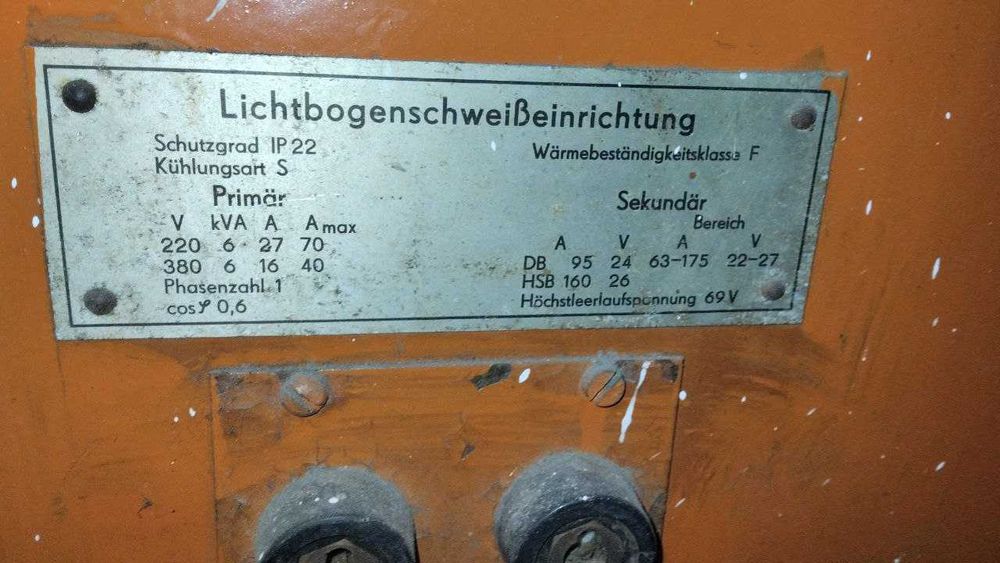 Lichtbogenschweißeinrichtung
Schutzgrad IP 22
Kühlungsart S
Wärmebeständigkeitsklasse F
Primär
V kVA A A max
220 6 27 70
380 6 16 40
Phasenzahl 1
cos φ 0,6
Sekundär
Bereich
A V A V
DB 95 24 63-175 22-27
HSB 160 26
Höchstleerlaufspannung 69 V